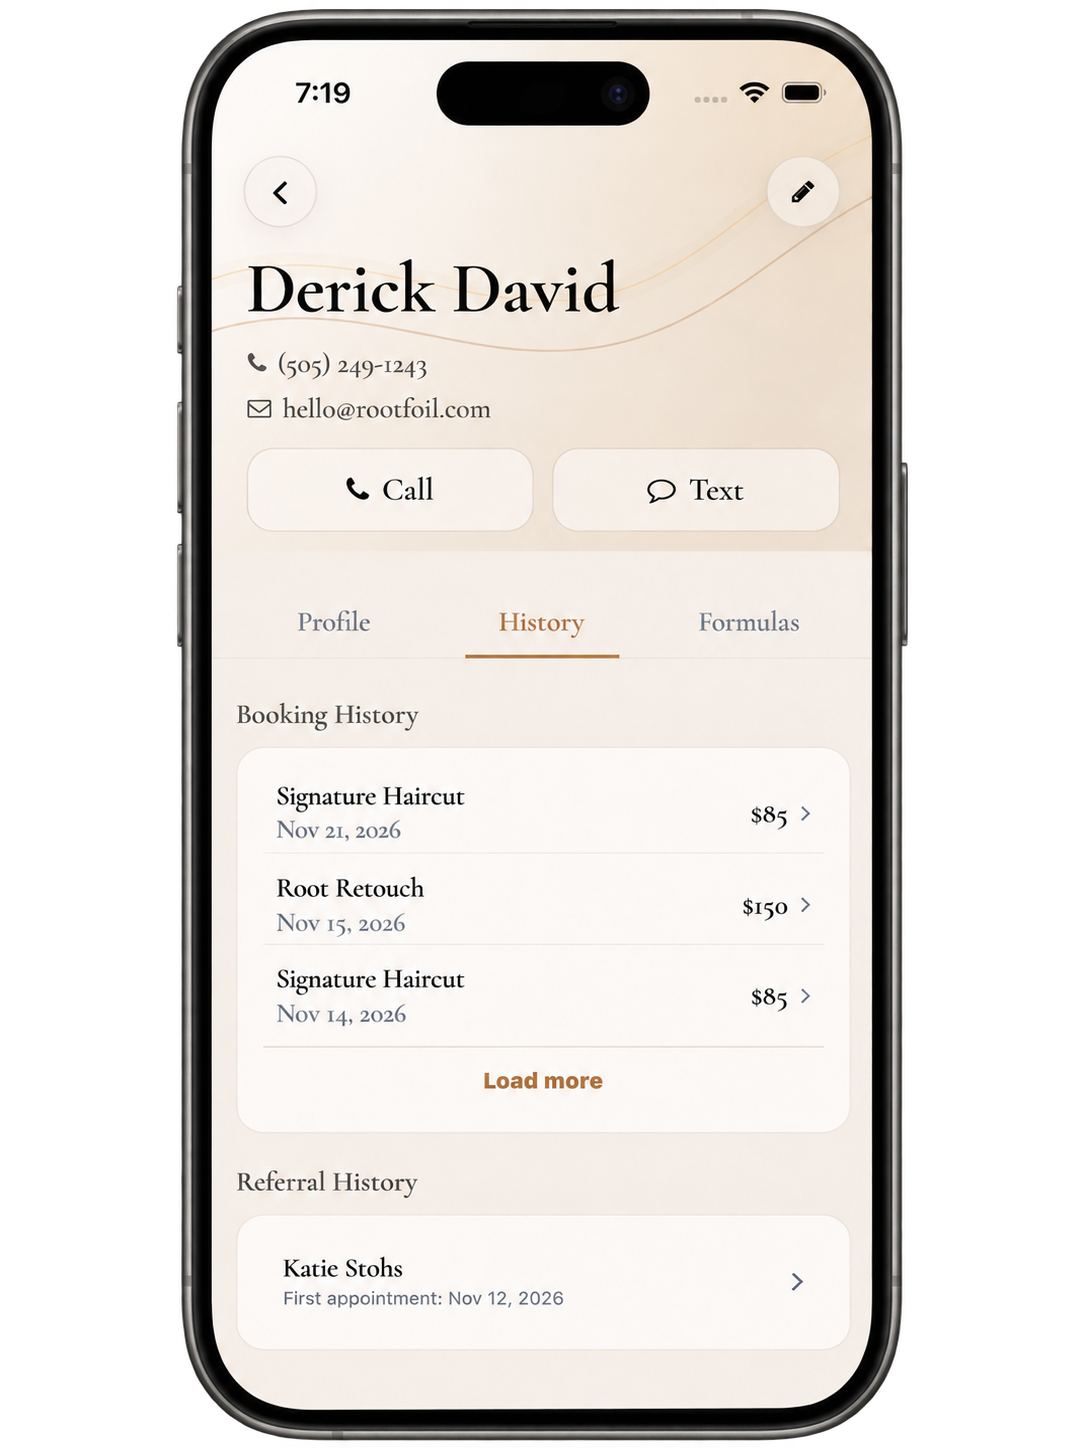 7:19
Derick David
(505) 249-1243
hello@rootfoil.com
Call
Text
Profile
History
Formulas
Booking History
Signature Haircut
Nov 21, 2026
$85
Root Retouch
Nov 15, 2026
$150
Signature Haircut
Nov 14, 2026
$85
Load more
Referral History
Katie Stohs
First appointment: Nov 12, 2026